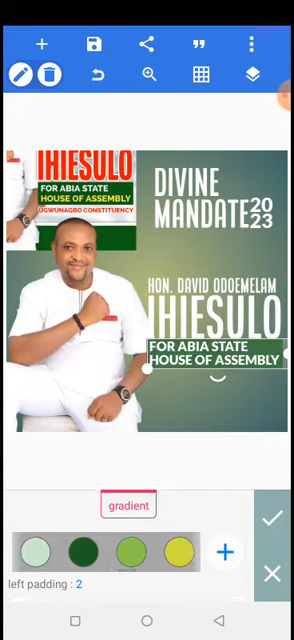 IHIESULO
FOR ABIA STATE
HOUSE OF ASSEMBLY
UGWUNAGBO CONSTITUENCY
DIVINE
MANDATE 2023
HON. DAVID ODOEMELAM
IHIESULO
FOR ABIA STATE
HOUSE OF ASSEMBLY
gradient
left padding : 2